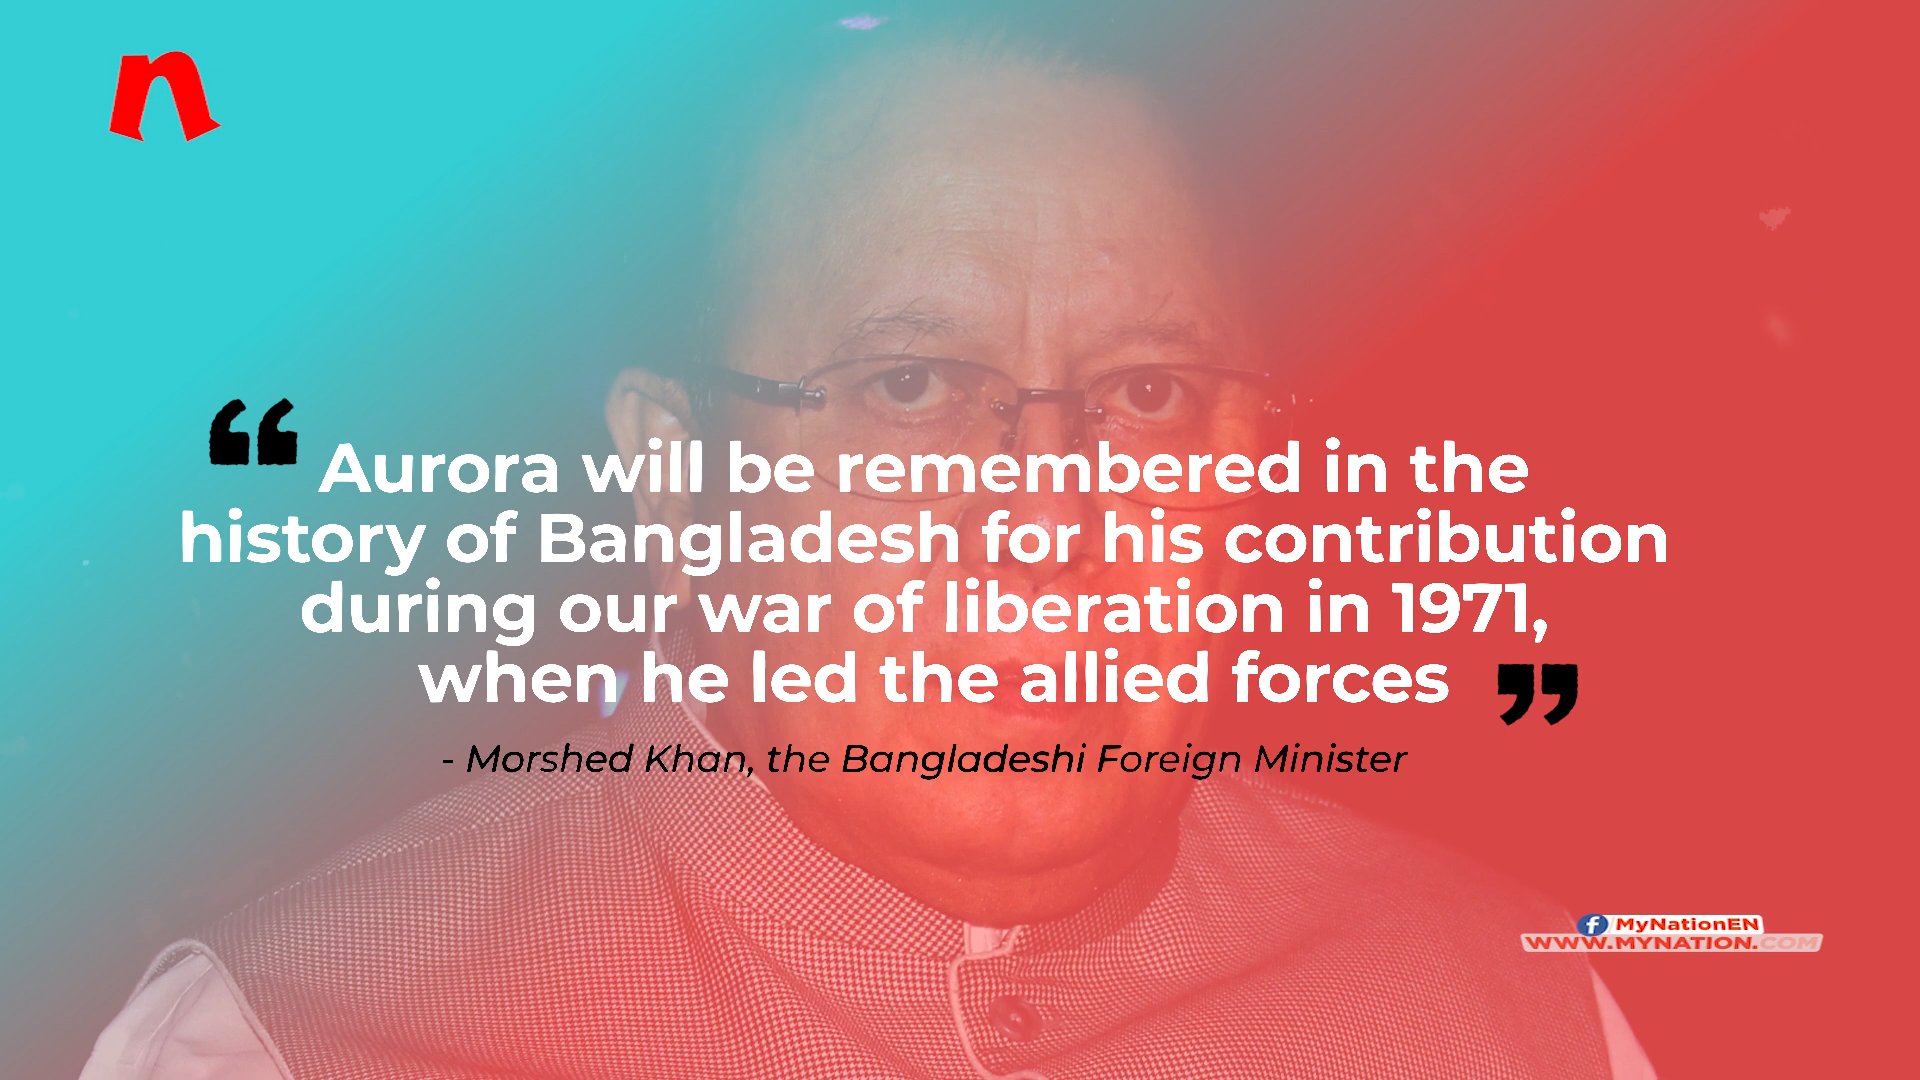 n
“ Aurora will be remembered in the
history of Bangladesh for his contribution
during our war of liberation in 1971,
when he led the allied forces ”
- Morshed Khan, the Bangladeshi Foreign Minister
f MyNationEN
WWW.MYNATION.COM